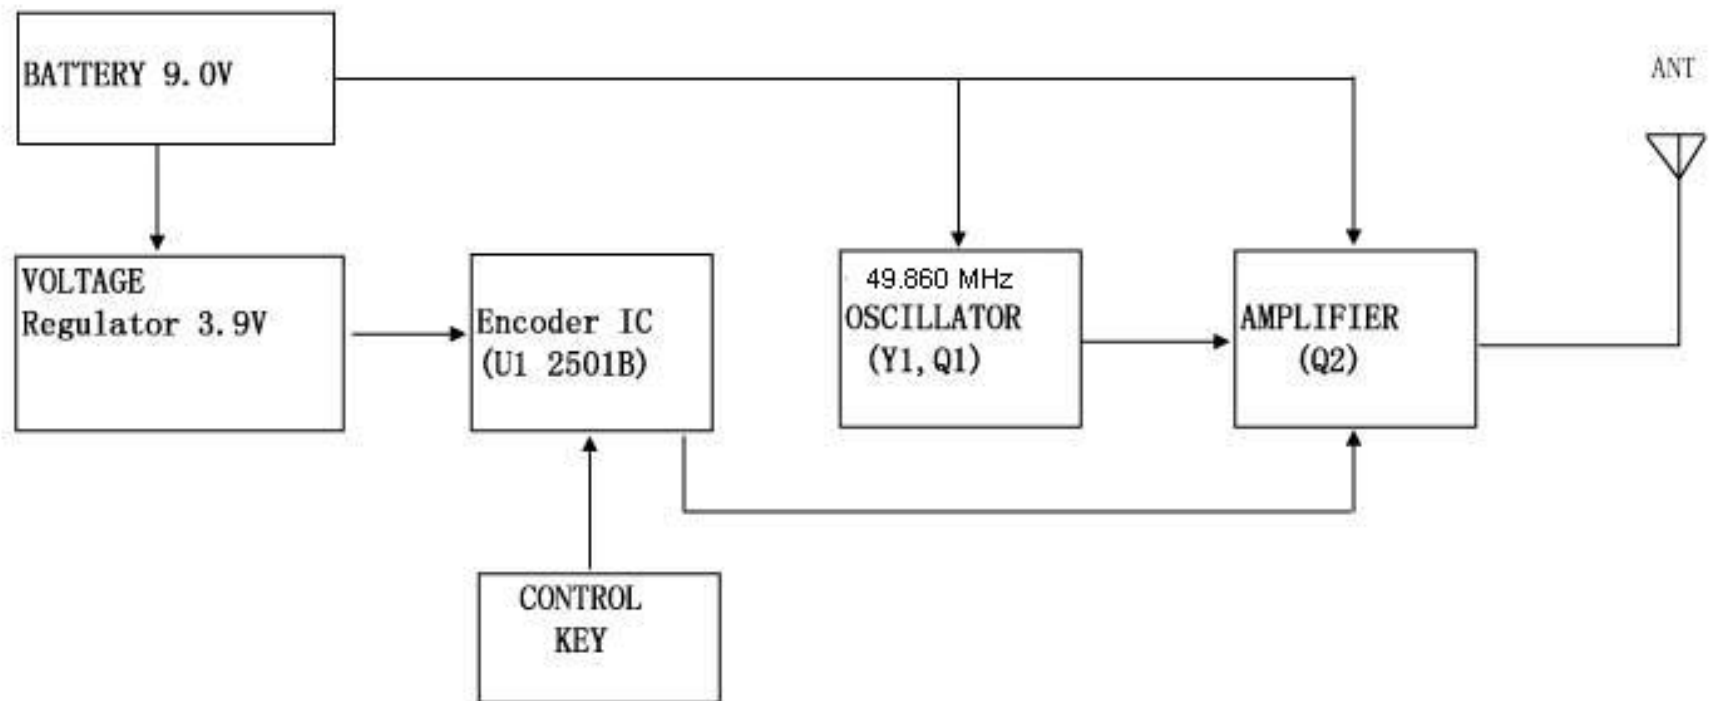 BATTERY 9.0V
ANT
VOLTAGE
Regulator 3.9V
Encoder IC
(U1 2501B)
49.860 MHz
OSCILLATOR
(Y1,Q1)
AMPLIFIER
(Q2)
CONTROL
KEY